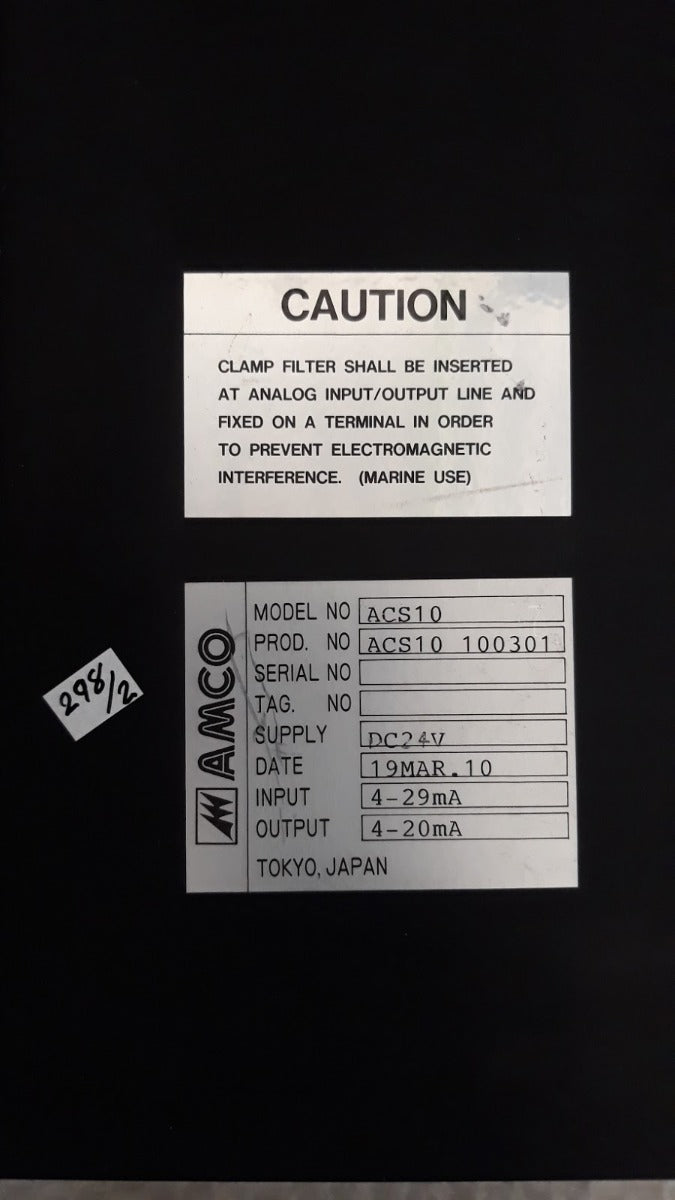 CAUTION
CLAMP FILTER SHALL BE INSERTED
AT ANALOG INPUT/OUTPUT LINE AND
FIXED ON A TERMINAL IN ORDER
TO PREVENT ELECTROMAGNETIC
INTERFERENCE. (MARINE USE)
298/2
AMCO
MODEL NO ACS10
PROD. NO ACS10 100301
SERIAL NO
TAG. NO
SUPPLY DC24V
DATE 19MAR.10
INPUT 4-29mA
OUTPUT 4-20mA
TOKYO, JAPAN